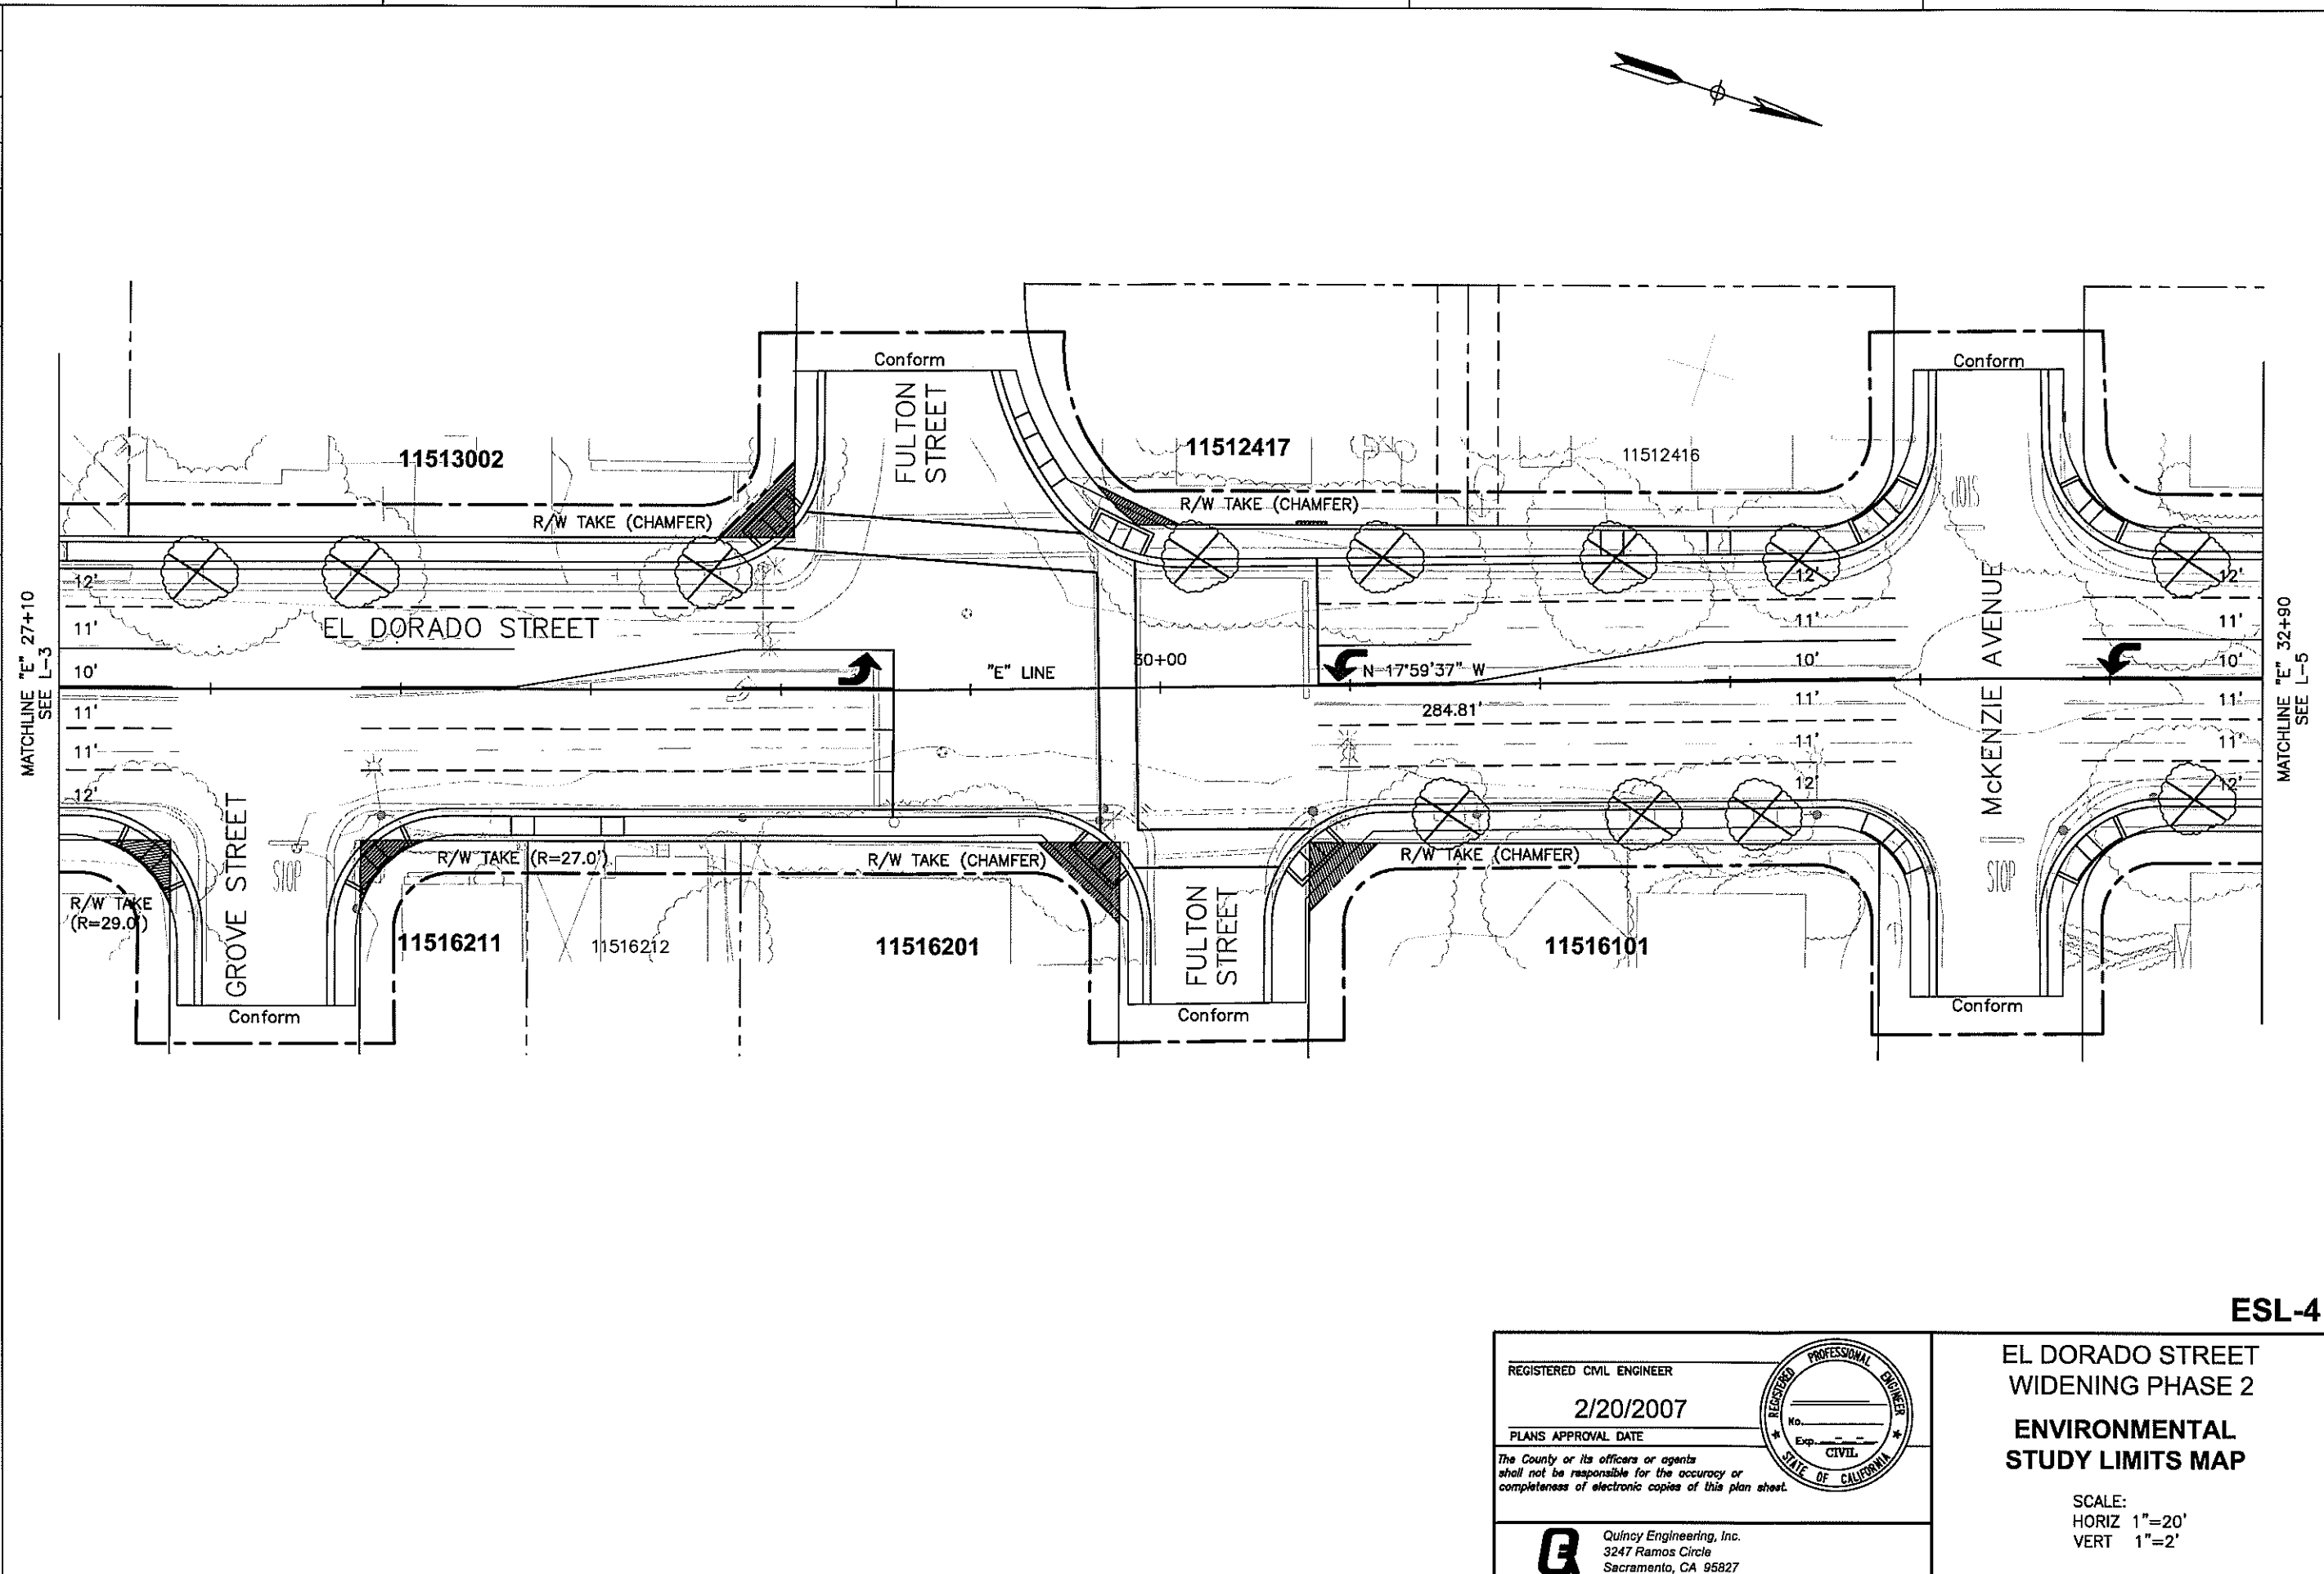 Conform
Conform
FULTON
STREET
11513002
11512417
11512416
R/W TAKE (CHAMFER)
R/W TAKE (CHAMFER)
STOP
MATCHLINE "E" 27+10
SEE L-3
12'
11'
10'
11'
11'
12'
EL DORADO STREET
"E" LINE
30+00
N 17°59'37" W
284.81'
12'
11'
10'
11'
11'
12'
McKENZIE AVENUE
12'
11'
10'
11'
11'
12'
MATCHLINE "E" 32+90
SEE L-5
R/W TAKE
(R=29.0')
GROVE STREET
STOP
R/W TAKE (R=27.0')
R/W TAKE (CHAMFER)
R/W TAKE (CHAMFER)
STOP
11516211
11516212
11516201
FULTON
STREET
11516101
Conform
Conform
Conform
ESL-4
REGISTERED CIVIL ENGINEER
2/20/2007
PLANS APPROVAL DATE
The County or its officers or agents
shall not be responsible for the accuracy or
completeness of electronic copies of this plan sheet.
REGISTERED PROFESSIONAL ENGINEER
No.
Exp.
CIVIL
STATE OF CALIFORNIA
Quincy Engineering, Inc.
3247 Ramos Circle
Sacramento, CA 95827
EL DORADO STREET
WIDENING PHASE 2
ENVIRONMENTAL
STUDY LIMITS MAP
SCALE:
HORIZ 1"=20'
VERT 1"=2'